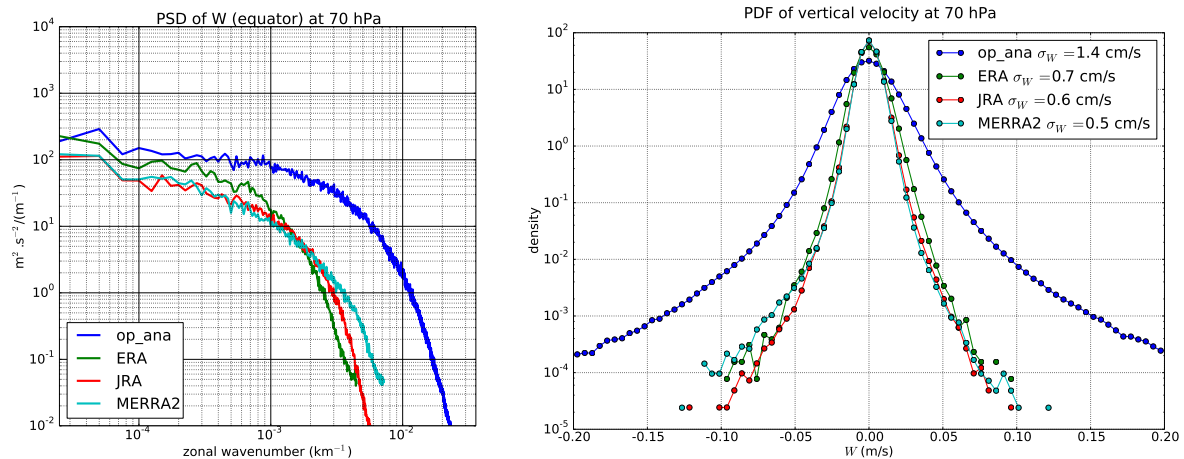 PSD of W (equator) at 70 hPa
10^4
10^3
10^2
10^1
10^0
10^-1
10^-2
m^2 .s^-2/(m^-1)
op_ana
ERA
JRA
MERRA2
10^-4
10^-3
10^-2
zonal wavenumber (km^-1)
PDF of vertical velocity at 70 hPa
10^2
10^1
10^0
10^-1
10^-2
10^-3
10^-4
10^-5
density
op_ana σ_W =1.4 cm/s
ERA σ_W =0.7 cm/s
JRA σ_W =0.6 cm/s
MERRA2 σ_W =0.5 cm/s
-0.20
-0.15
-0.10
-0.05
0.00
0.05
0.10
0.15
0.20
W (m/s)